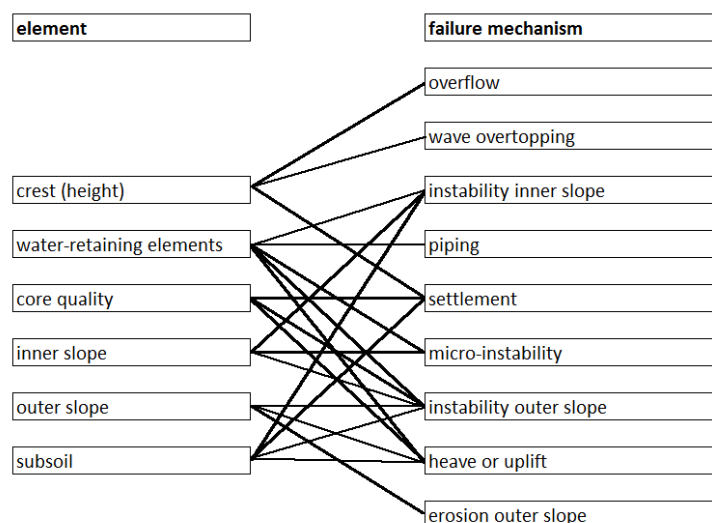 element
failure mechanism
overflow
wave overtopping
crest (height)
instability inner slope
water-retaining elements
piping
core quality
settlement
inner slope
micro-instability
outer slope
instability outer slope
subsoil
heave or uplift
erosion outer slope